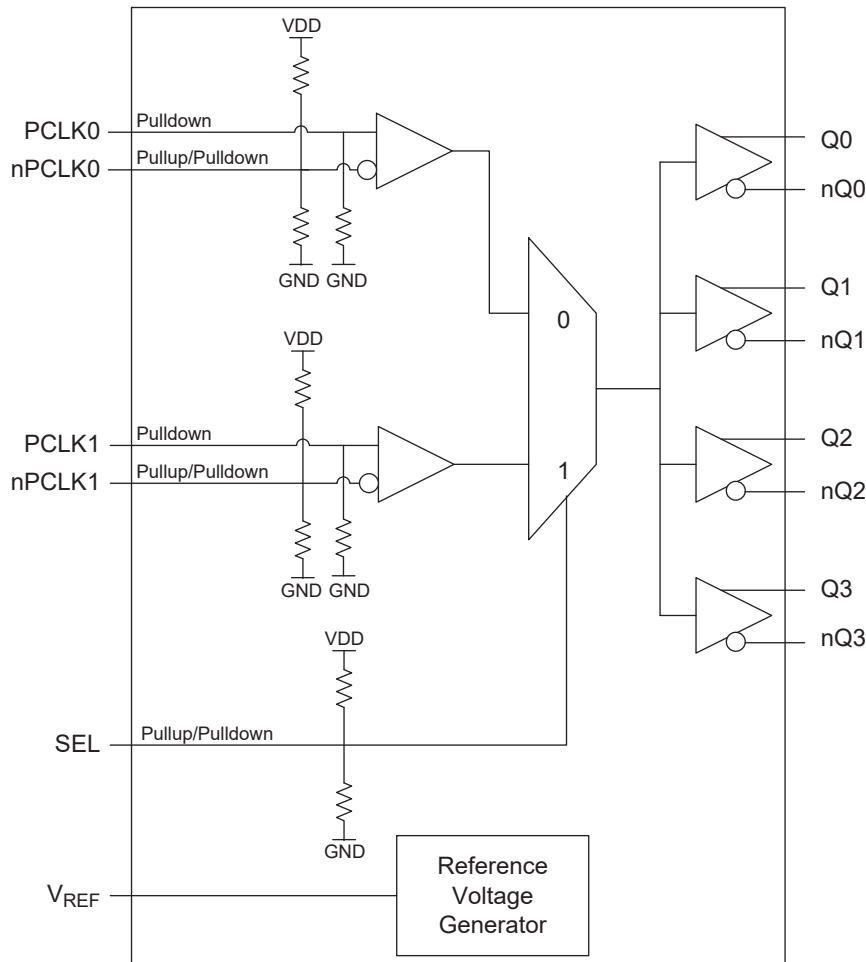 VDD
PCLK0
Pulldown
nPCLK0
Pullup/Pulldown
GND
GND
Q0
nQ0
0
Q1
nQ1
VDD
PCLK1
Pulldown
nPCLK1
Pullup/Pulldown
GND
GND
1
Q2
nQ2
Q3
nQ3
VDD
SEL
Pullup/Pulldown
GND
VREF
Reference
Voltage
Generator